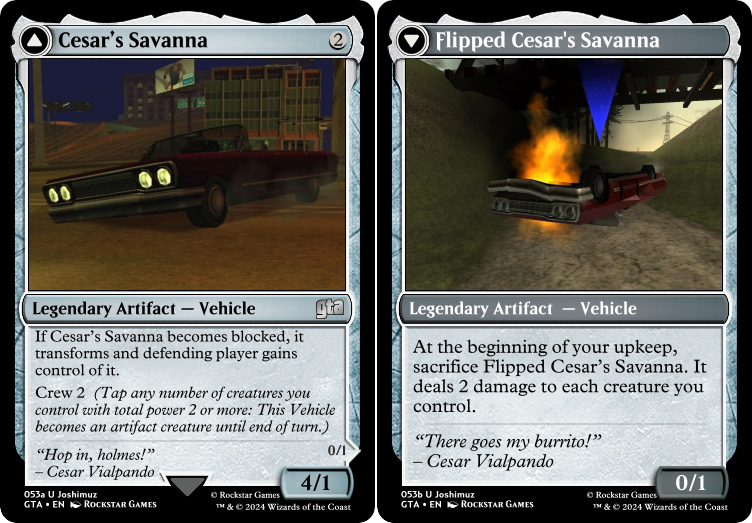 Cesar's Savanna
2
Legendary Artifact — Vehicle
gta
If Cesar's Savanna becomes blocked, it
transforms and defending player gains
control of it.
Crew 2 (Tap any number of creatures you
control with total power 2 or more: This Vehicle
becomes an artifact creature until end of turn.)
"Hop in, holmes!"
– Cesar Vialpando
0/1
4/1
053a U Joshimuz
GTA • EN Rockstar Games
© Rockstar Games
™ & © 2024 Wizards of the Coast
Flipped Cesar's Savanna
Legendary Artifact – Vehicle
At the beginning of your upkeep,
sacrifice Flipped Cesar's Savanna. It
deals 2 damage to each creature you
control.
"There goes my burrito!"
– Cesar Vialpando
0/1
053b U Joshimuz
GTA • EN Rockstar Games
© Rockstar Games
™ & © 2024 Wizards of the Coast